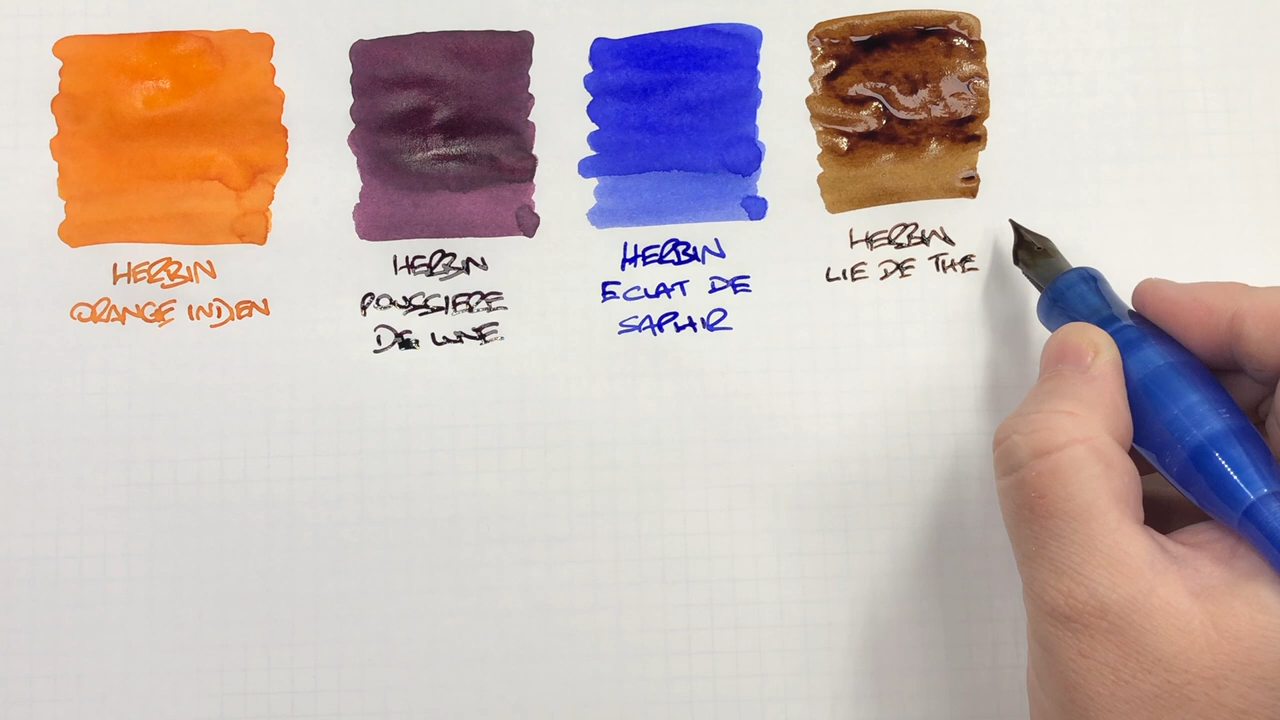 HERBIN
ORANGE INDIEN
HERBIN
POUSSIERE
DE LUNE
HERBIN
ECLAT DE
SAPHIR
HERBIN
LIE DE THE